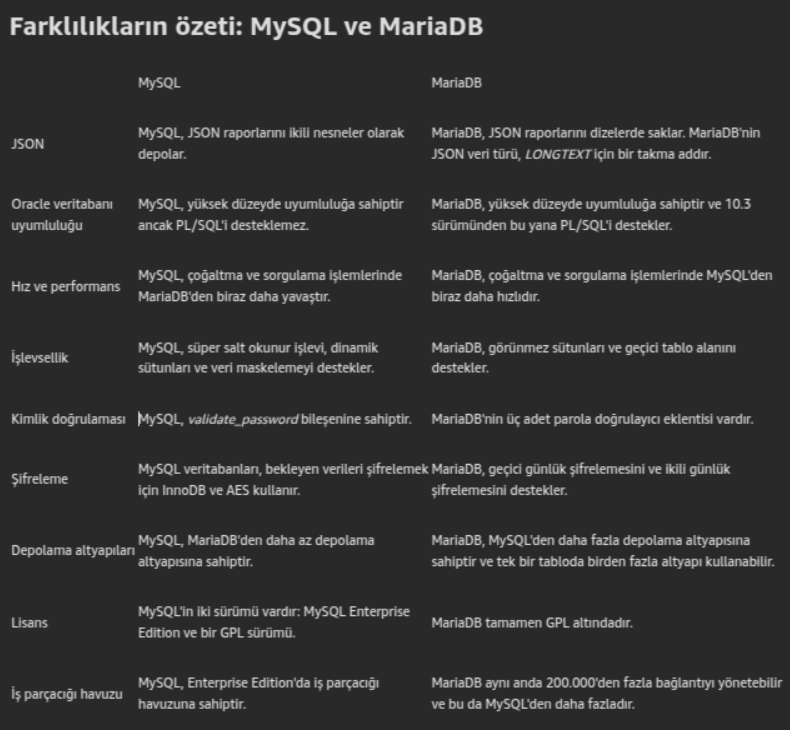 Farklılıkların özeti: MySQL ve MariaDB
MySQL
MariaDB
JSON
MySQL, JSON raporlarını ikili nesneler olarak
depolar.
MariaDB, JSON raporlarını dizelerde saklar. MariaDB'nin
JSON veri türü, LONGTEXT için bir takma addır.
Oracle veritabanı
uyumluluğu
MySQL, yüksek düzeyde uyumluluğa sahiptir
ancak PL/SQL'i desteklemez.
MariaDB, yüksek düzeyde uyumluluğa sahiptir ve 10.3
sürümünden bu yana PL/SQL'i destekler.
Hız ve performans
MySQL, çoğaltma ve sorgulama işlemlerinde
MariaDB'den biraz daha yavaştır.
MariaDB, çoğaltma ve sorgulama işlemlerinde MySQL'den
biraz daha hızlıdır.
İşlevsellik
MySQL, süper salt okunur işlevi, dinamik
sütunları ve veri maskelemeyi destekler.
MariaDB, görünmez sütunları ve geçici tablo alanını
destekler.
Kimlik doğrulaması
MySQL, validate_password bileşenine sahiptir.
MariaDB'nin üç adet parola doğrulayıcı eklentisi vardır.
Şifreleme
MySQL veritabanları, bekleyen verileri şifrelemek
için InnoDB ve AES kullanır.
MariaDB, geçici günlük şifrelemesini ve ikili günlük
şifrelemesini destekler.
Depolama altyapıları
MySQL, MariaDB'den daha az depolama
altyapısına sahiptir.
MariaDB, MySQL'den daha fazla depolama altyapısına
sahiptir ve tek bir tabloda birden fazla altyapı kullanabilir.
Lisans
MySQL'in iki sürümü vardır: MySQL Enterprise
Edition ve bir GPL sürümü.
MariaDB tamamen GPL altındadır.
İş parçacığı havuzu
MySQL, Enterprise Edition'da iş parçacığı
havuzuna sahiptir.
MariaDB aynı anda 200.000'den fazla bağlantıyı yönetebilir
ve bu da MySQL'den daha fazladır.